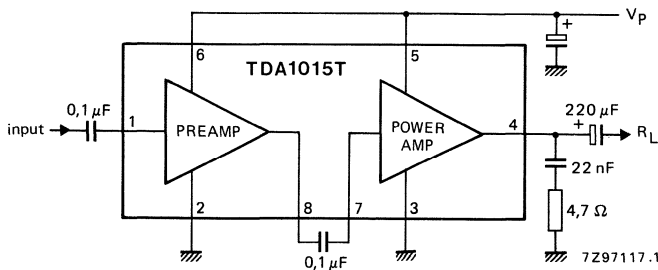 V_P
+
6
5
TDA1015T
0,1 µF
220 µF
input
1
PREAMP
POWER
AMP
4
+
R_L
22 nF
2
8
7
3
4,7 Ω
0,1 µF
7Z97117.1